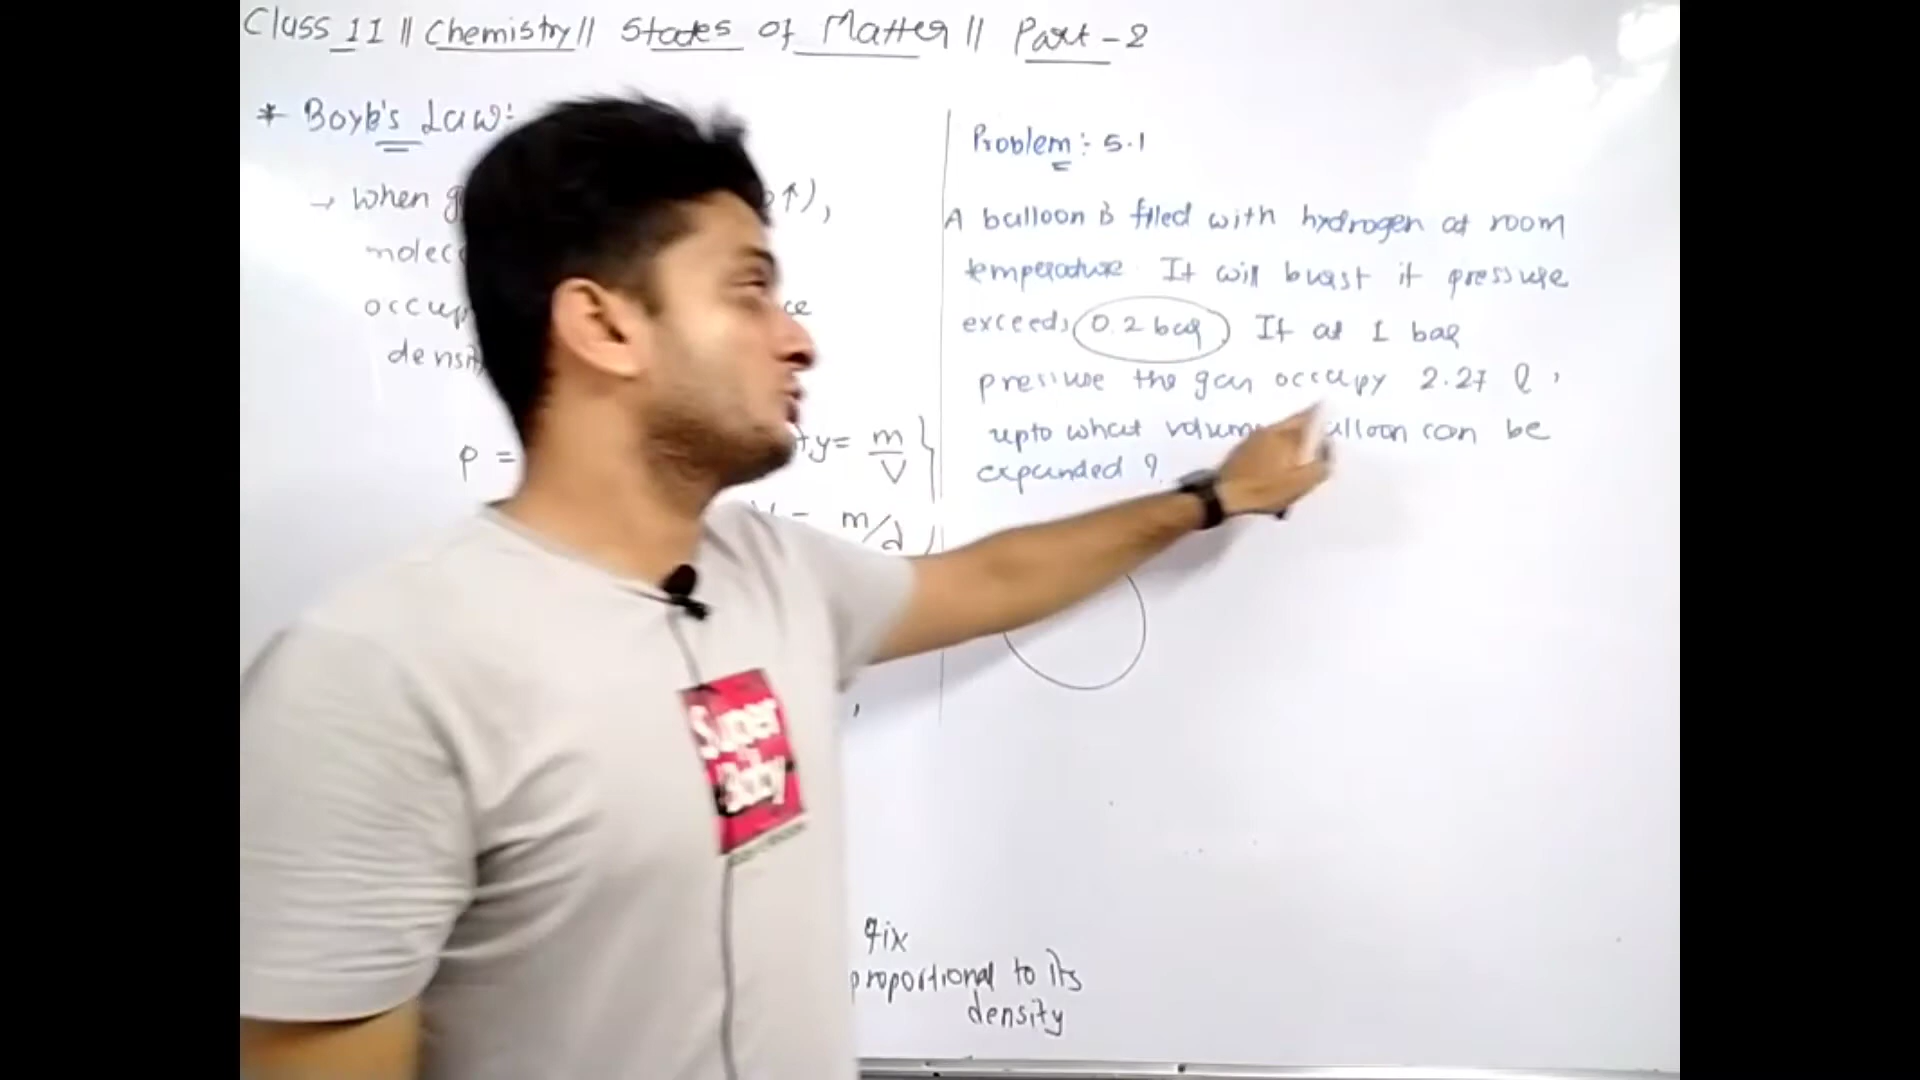 Class 11 || Chemistry || States of Matter || Part - 2
* Boyle's Law:
→ When ↑),
molec
occup ce
densit
ρ = ty = m/V }
= m/d
Problem : 5.1
A balloon is filled with hydrogen at room
temperature. It will burst if pressure
exceeds 0.2 bar. If at 1 bar
pressure the gas occupy 2.27 l,
upto what volume balloon can be
expanded ?
Super
Baby
fix
proportional to its
density